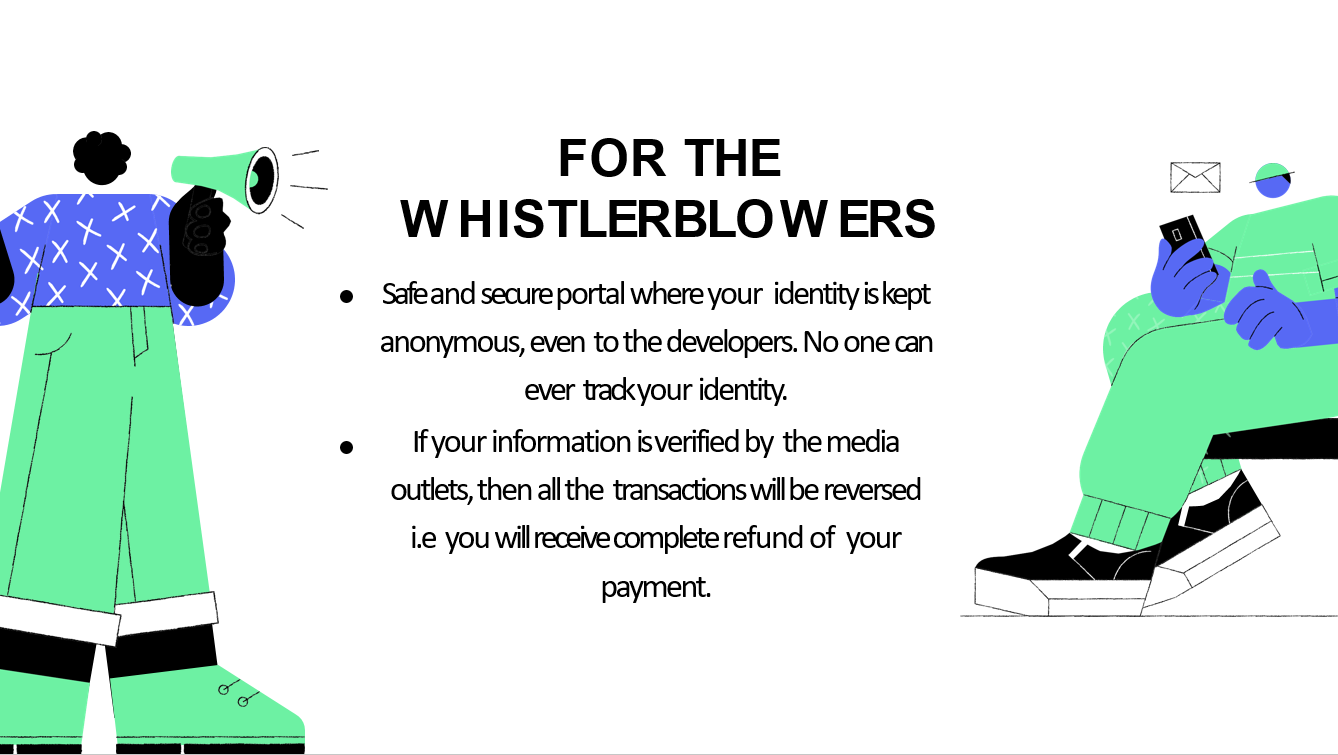 FOR THE
WHISTLERBLOWERS
• Safe and secure portal where your identity is kept
anonymous, even to the developers. No one can
ever track your identity.
• If your information is verified by the media
outlets, then all the transactions will be reversed
i.e you will receive complete refund of your
payment.